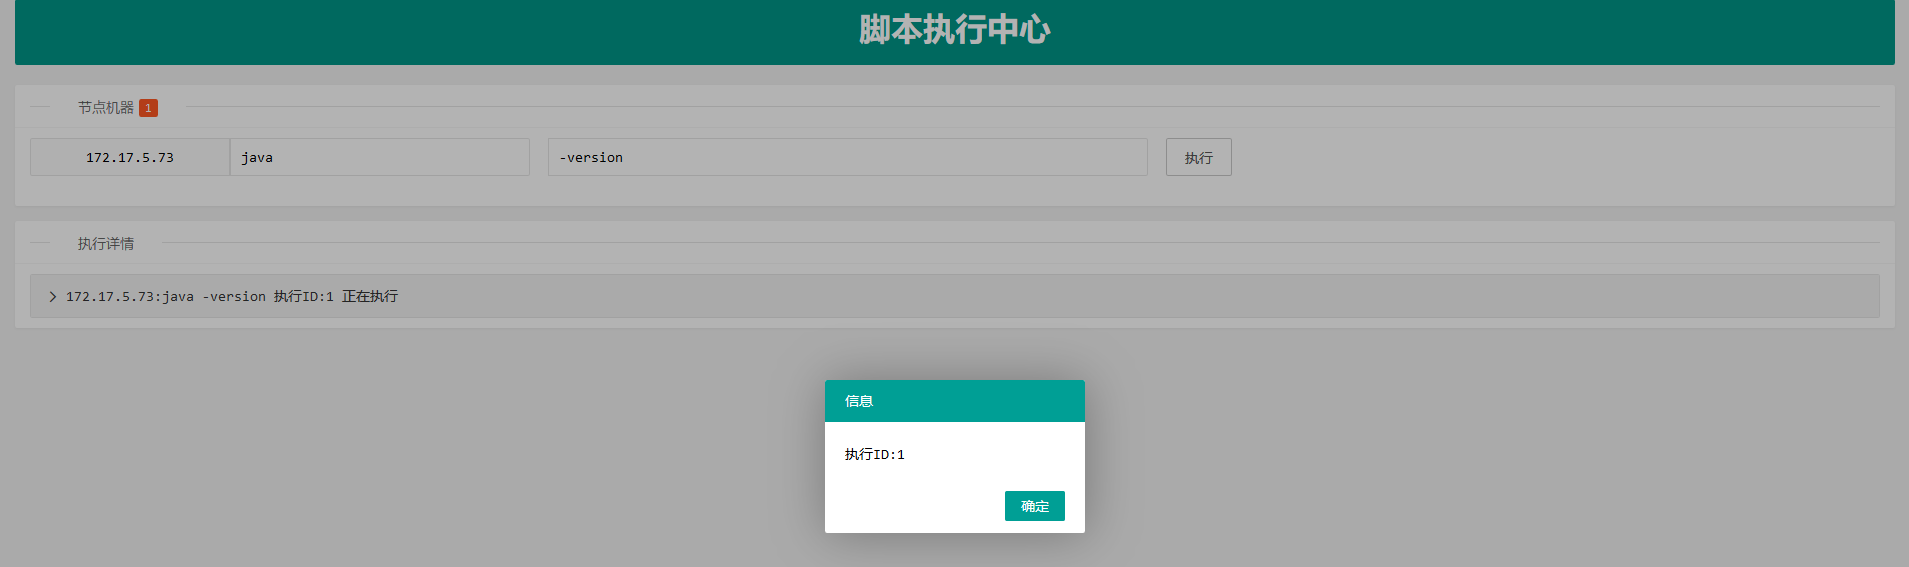 脚本执行中心
节点机器 1
172.17.5.73 java -version 执行
执行详情
172.17.5.73:java -version 执行ID:1 正在执行
信息
执行ID:1
确定